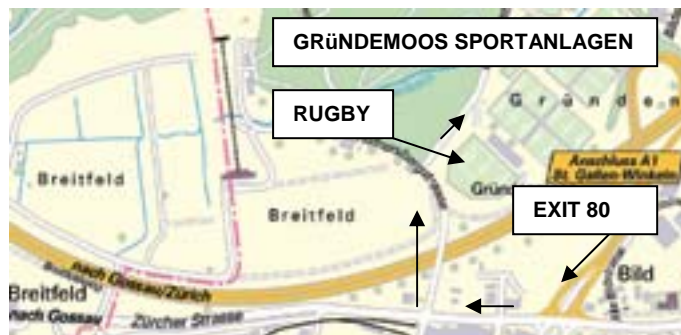 GRüNDEMOOS SPORTANLAGEN
RUGBY
G r ü n d e n
Anschluss A1
St. Gallen-Winkeln
Breitfeld
Breitfeld
Grün
EXIT 80
Bild
nach Gossau/Zürich
Breitfeld
nach Gossau
Zürcher Strasse